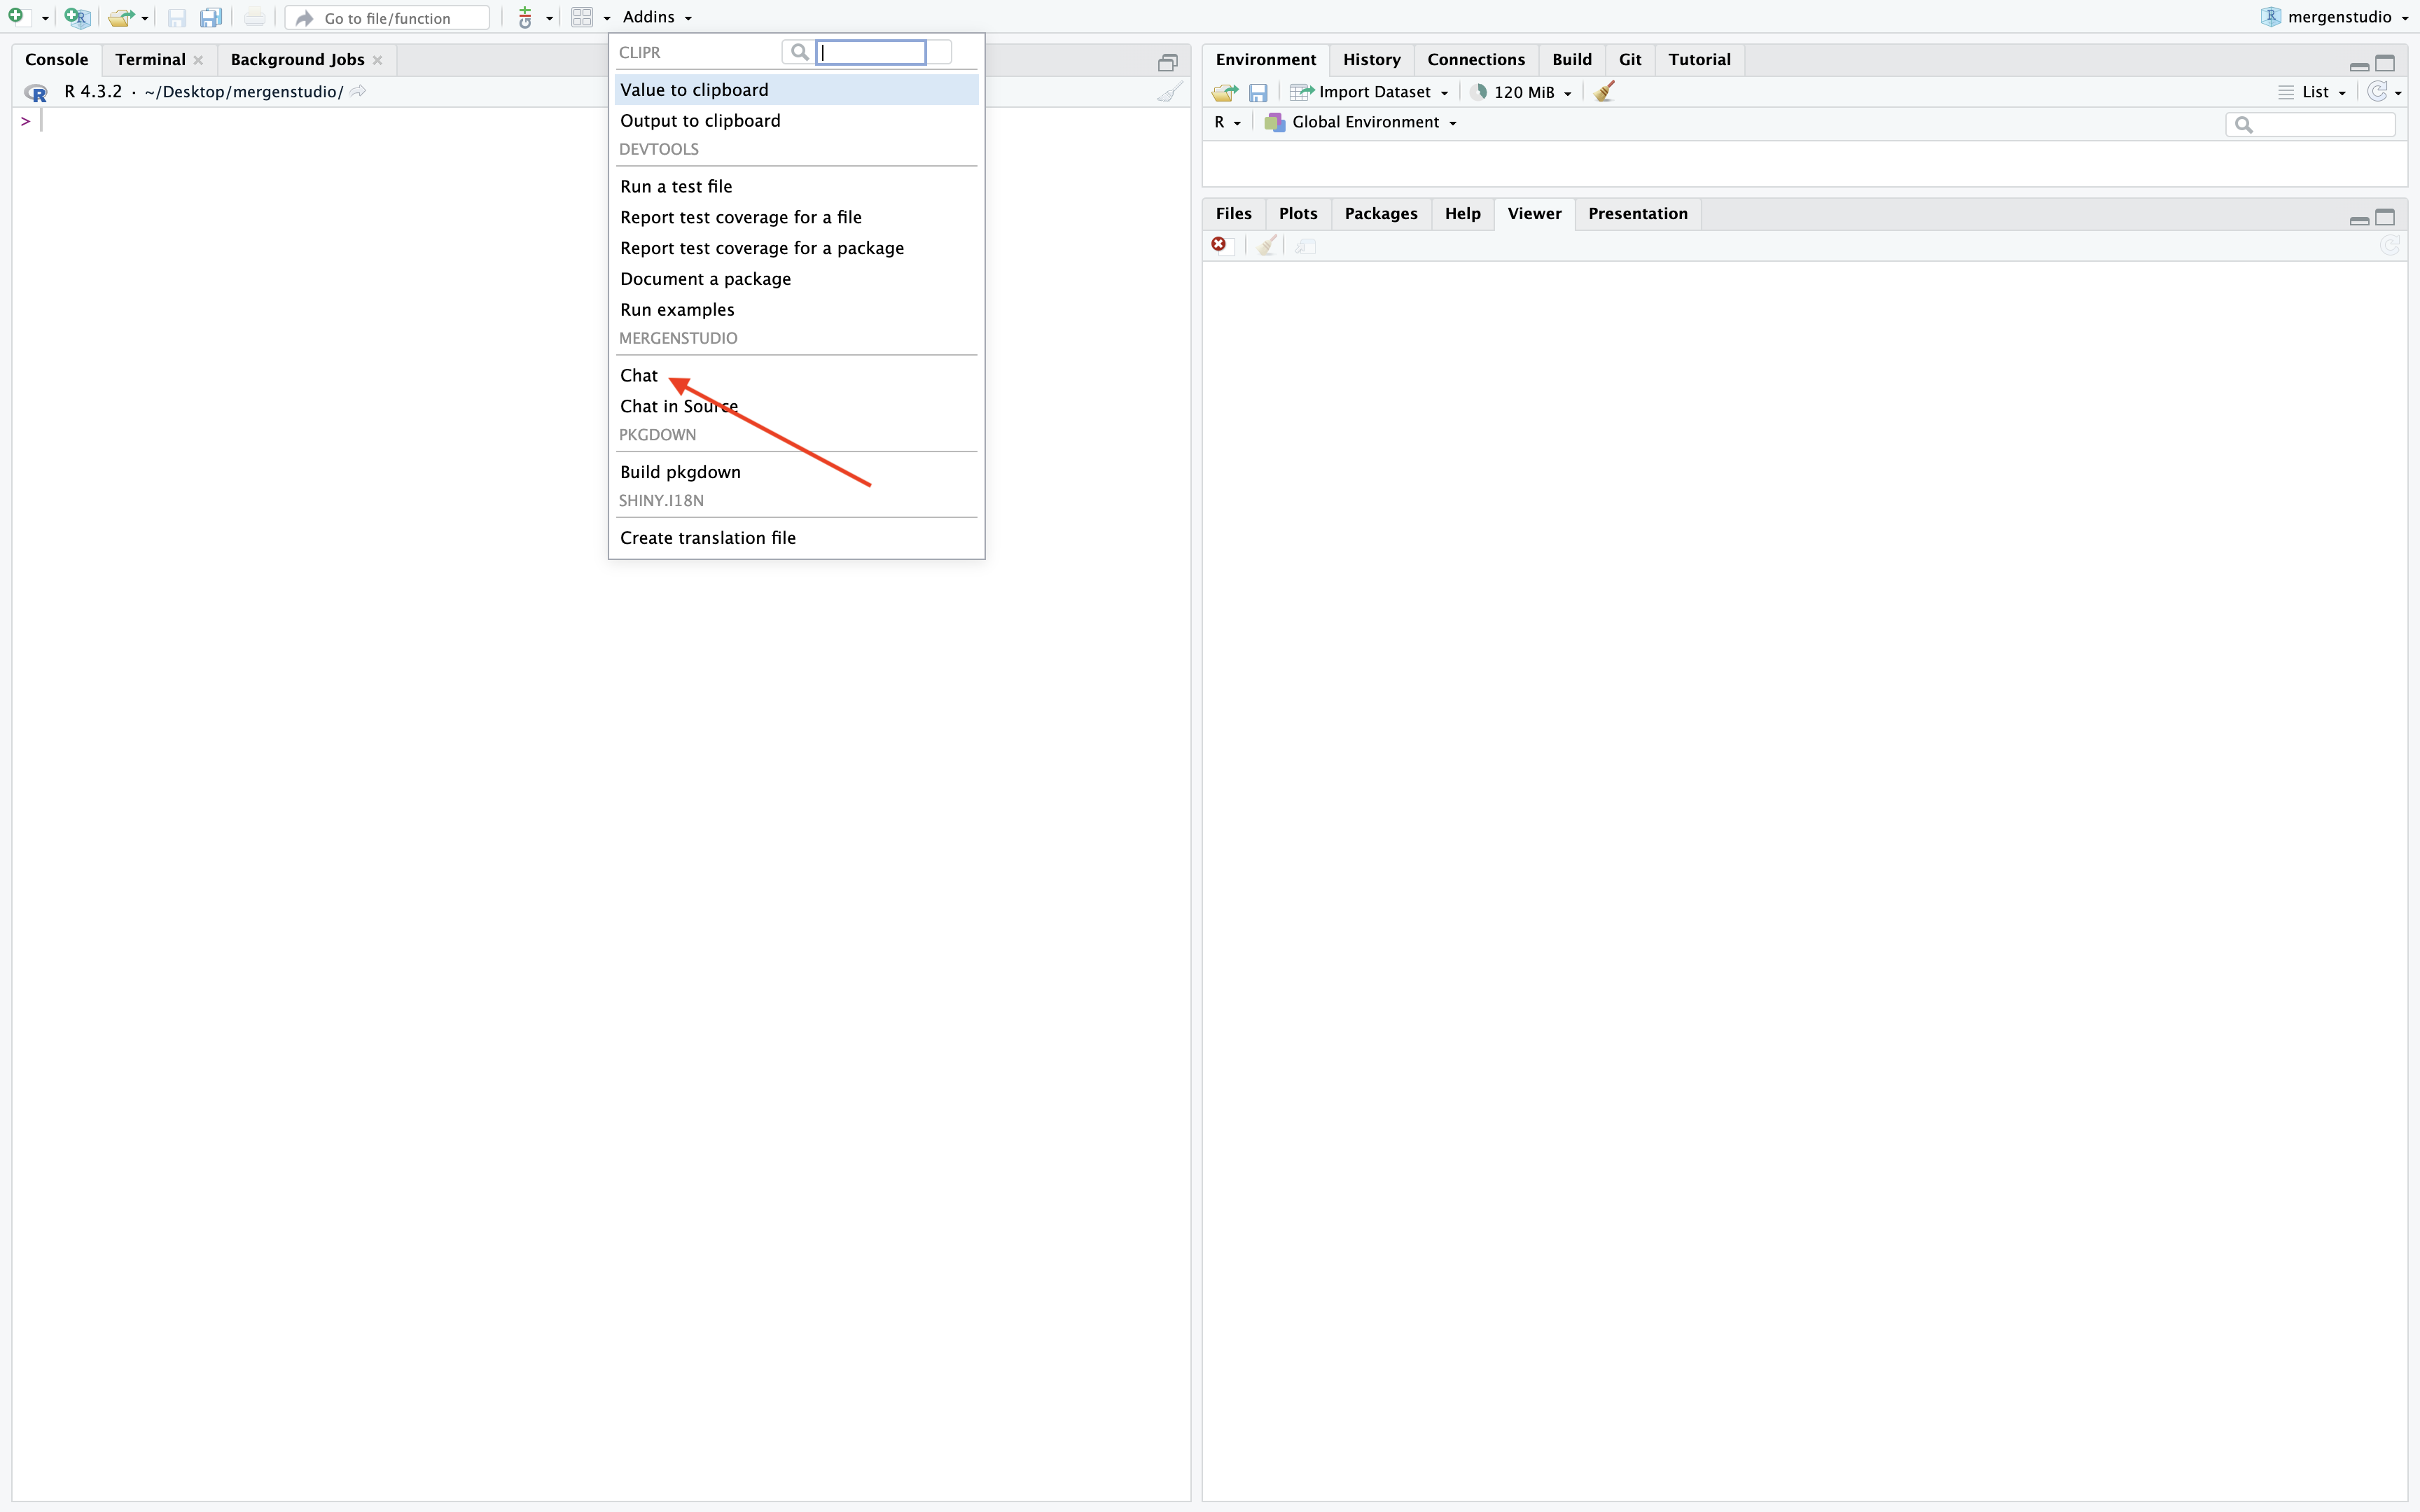 Go to file/function
Addins
mergenstudio
Console
Terminal
Background Jobs
R 4.3.2 · ~/Desktop/mergenstudio/
>
CLIPR
Value to clipboard
Output to clipboard
DEVTOOLS
Run a test file
Report test coverage for a file
Report test coverage for a package
Document a package
Run examples
MERGENSTUDIO
Chat
Chat in Source
PKGDOWN
Build pkgdown
SHINY.I18N
Create translation file
Environment
History
Connections
Build
Git
Tutorial
Import Dataset
120 MiB
List
R
Global Environment
Files
Plots
Packages
Help
Viewer
Presentation